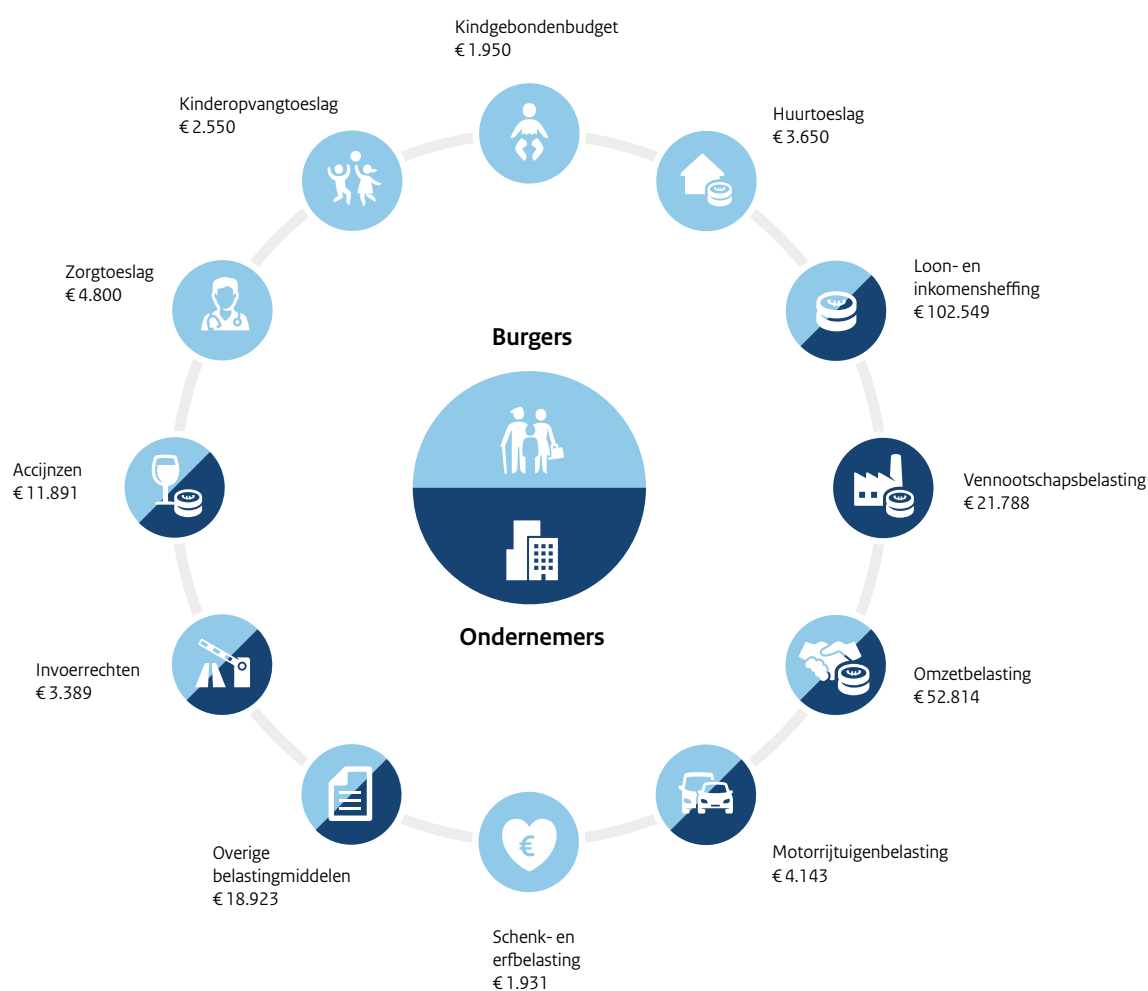 Kindgebondenbudget
€ 1.950
Huurtoeslag
€ 3.650
Loon- en
inkomensheffing
€ 102.549
Vennootschapsbelasting
€ 21.788
Omzetbelasting
€ 52.814
Motorrijtuigenbelasting
€ 4.143
Schenk- en
erfbelasting
€ 1.931
Overige
belastingmiddelen
€ 18.923
Invoerrechten
€ 3.389
Accijnzen
€ 11.891
Zorgtoeslag
€ 4.800
Kinderopvangtoeslag
€ 2.550
Burgers
Ondernemers
€